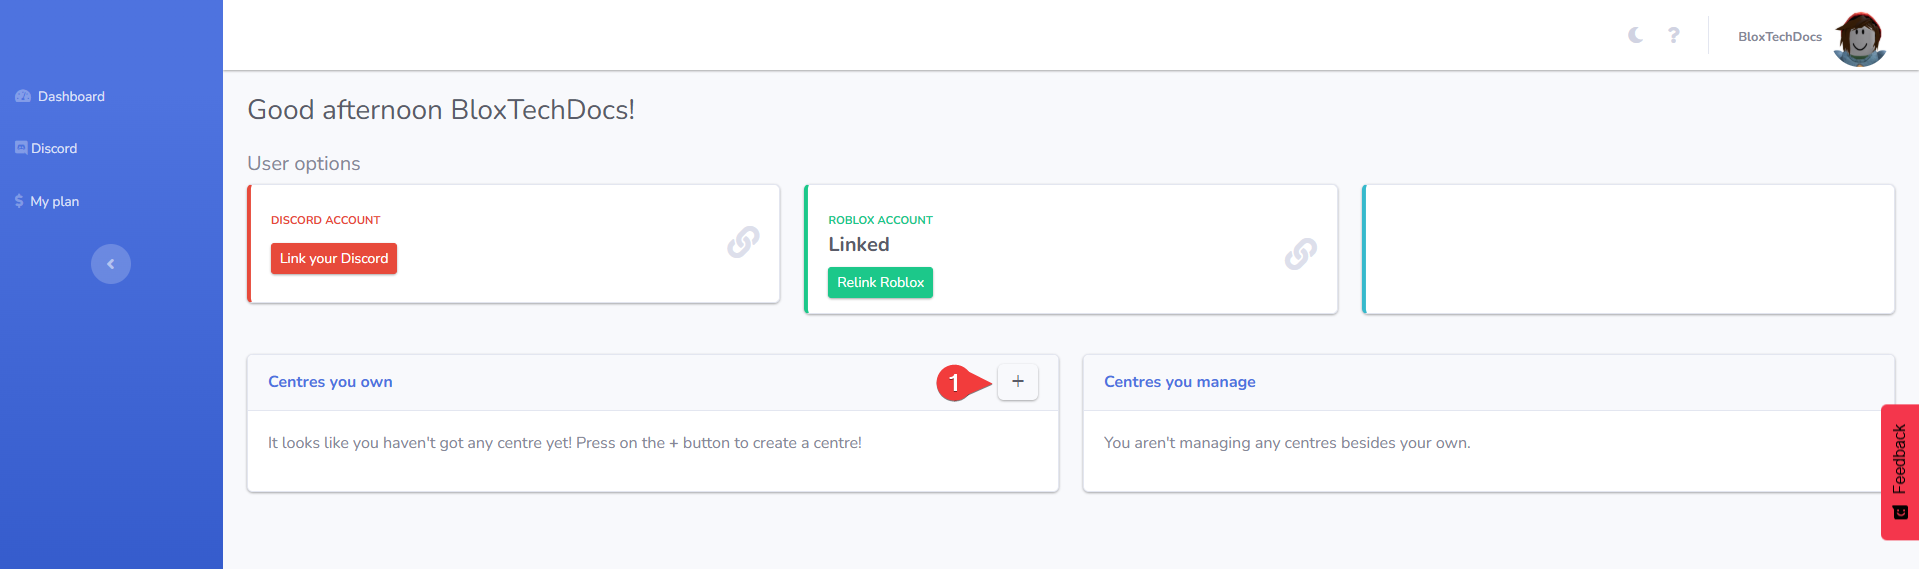 BloxTechDocs
Dashboard
Discord
My plan
Good afternoon BloxTechDocs!
User options
DISCORD ACCOUNT
Link your Discord
ROBLOX ACCOUNT
Linked
Relink Roblox
Centres you own
1
+
It looks like you haven't got any centre yet! Press on the + button to create a centre!
Centres you manage
You aren't managing any centres besides your own.
Feedback